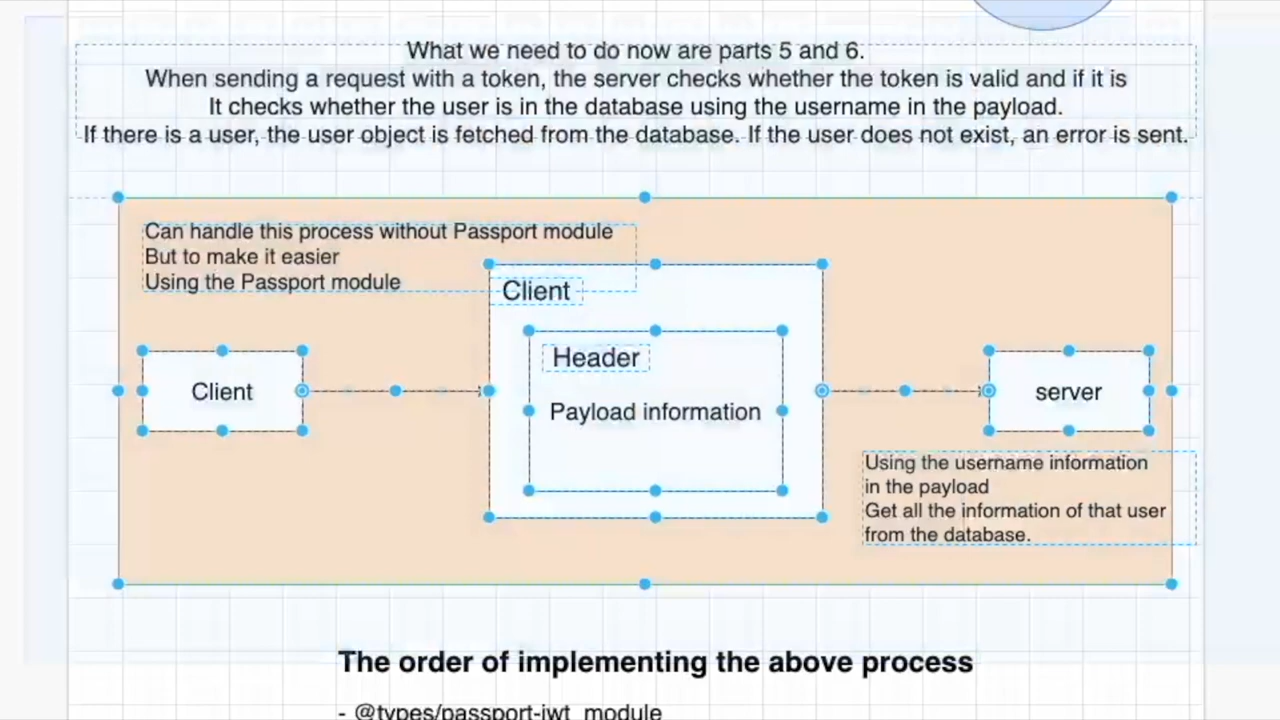 What we need to do now are parts 5 and 6.
When sending a request with a token, the server checks whether the token is valid and if it is
It checks whether the user is in the database using the username in the payload.
If there is a user, the user object is fetched from the database. If the user does not exist, an error is sent.
Can handle this process without Passport module
But to make it easier
Using the Passport module
Client
Header
Payload information
Client
server
Using the username information
in the payload
Get all the information of that user
from the database.
The order of implementing the above process
- @types/passport-jwt module